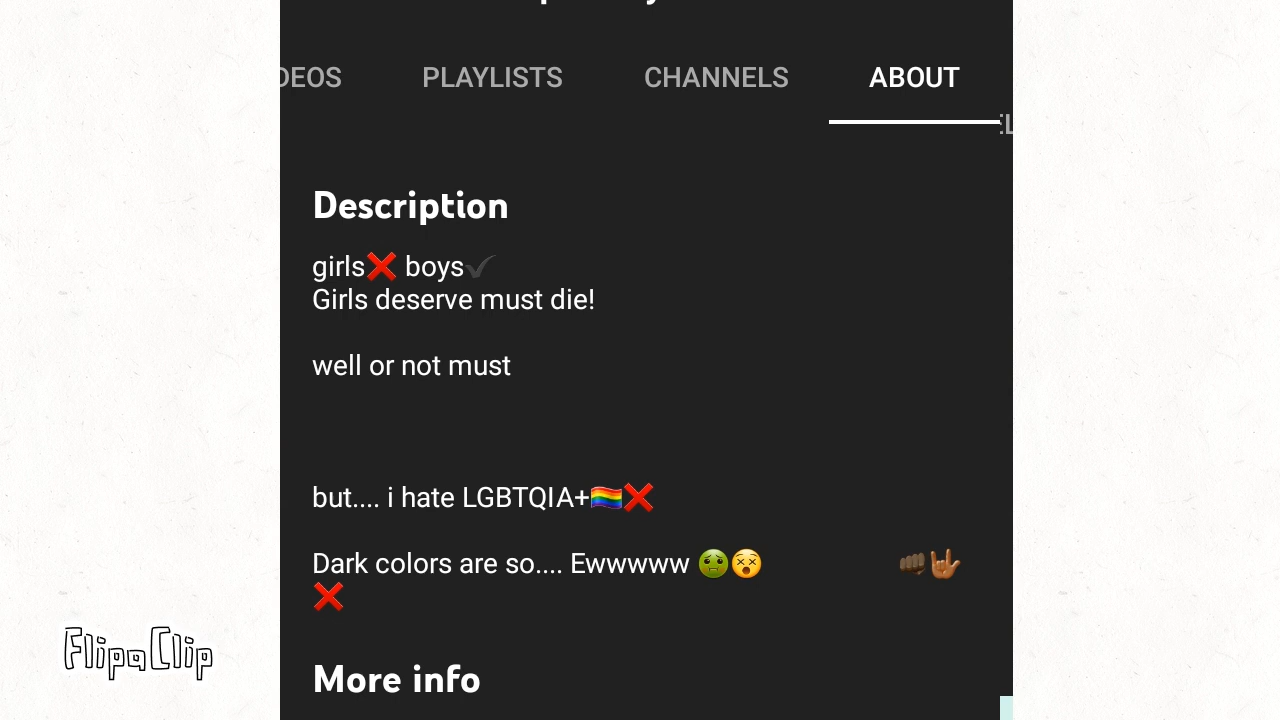 DEOS PLAYLISTS CHANNELS ABOUT
Description
girls❌ boys✔
Girls deserve must die!
well or not must
but.... i hate LGBTQIA+🏳️‍🌈❌
Dark colors are so.... Ewwwww 🤢😵 👊🏾🤟🏾
❌
More info
FlipaClip